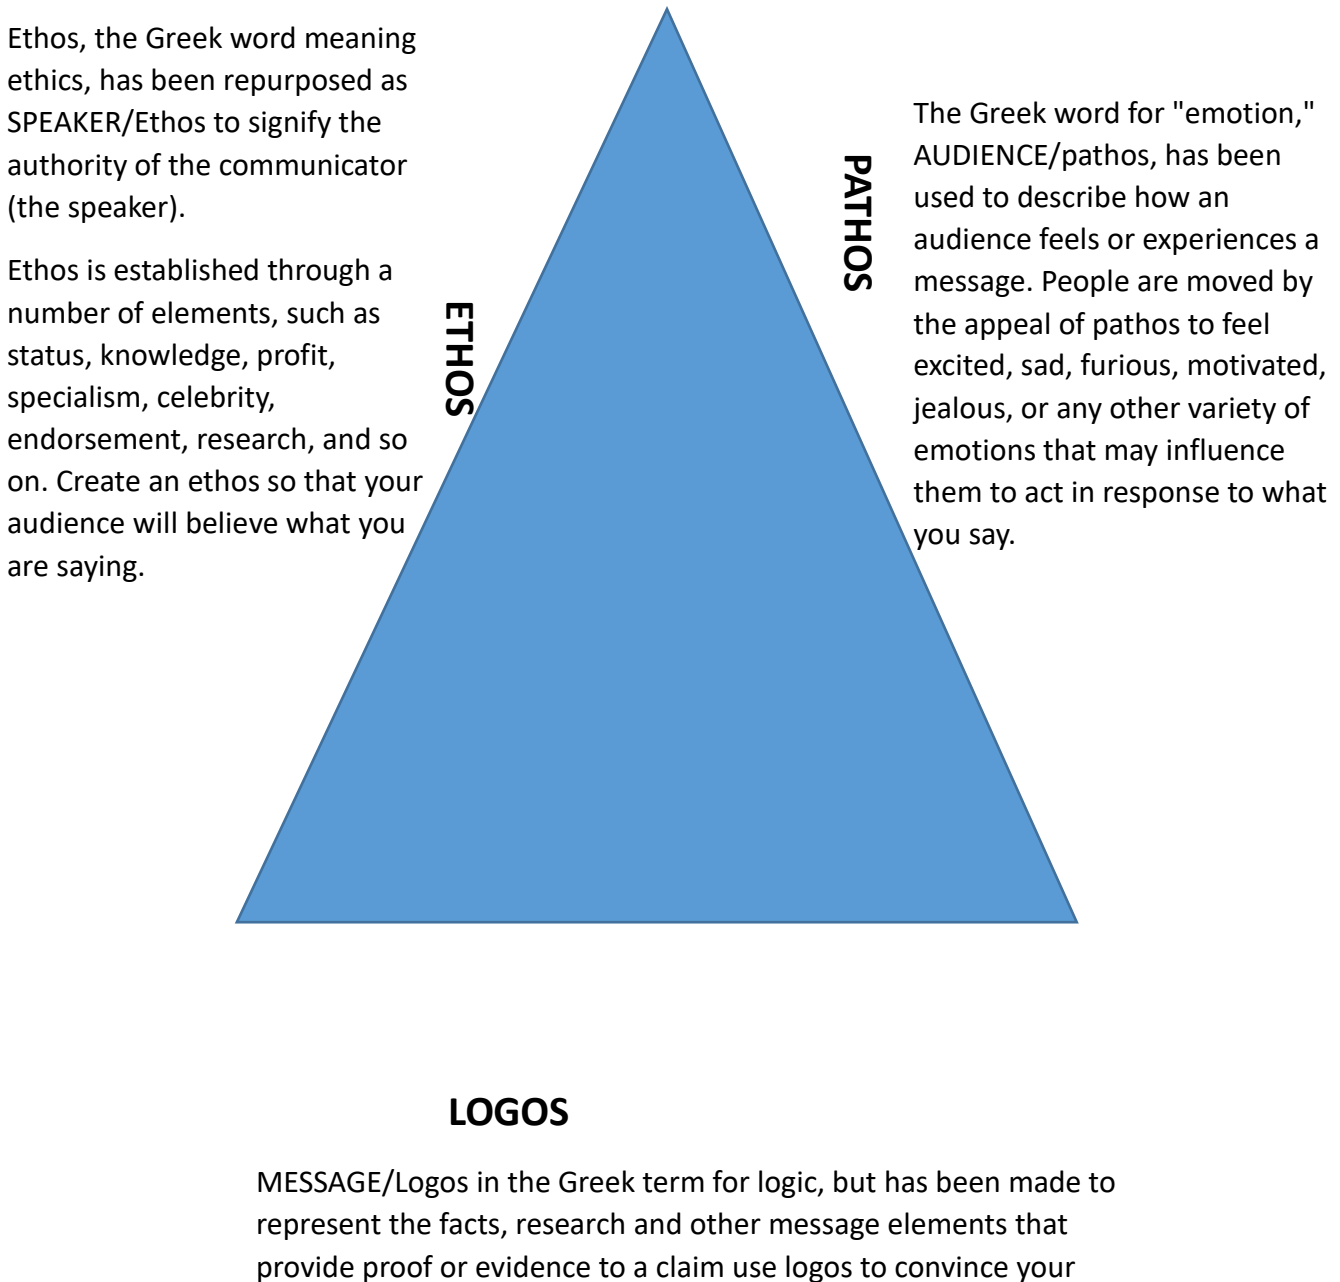 Ethos, the Greek word meaning
ethics, has been repurposed as
SPEAKER/Ethos to signify the
authority of the communicator
(the speaker).
Ethos is established through a
number of elements, such as
status, knowledge, profit,
specialism, celebrity,
endorsement, research, and so
on. Create an ethos so that your
audience will believe what you
are saying.
ETHOS
PATHOS
The Greek word for "emotion,"
AUDIENCE/pathos, has been
used to describe how an
audience feels or experiences a
message. People are moved by
the appeal of pathos to feel
excited, sad, furious, motivated,
jealous, or any other variety of
emotions that may influence
them to act in response to what
you say.
LOGOS
MESSAGE/Logos in the Greek term for logic, but has been made to
represent the facts, research and other message elements that
provide proof or evidence to a claim use logos to convince your